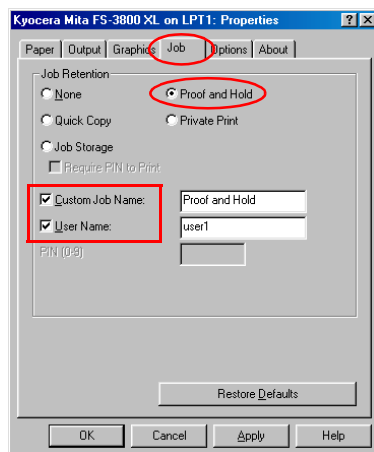 Kyocera Mita FS-3800 XL on LPT1: Properties ? ×
Paper Output Graphics Job Options About
Job Retention
None Proof and Hold
Quick Copy Private Print
Job Storage
Require PIN to Print
Custom Job Name: Proof and Hold
User Name: user1
PIN (0-9)
Restore Defaults
OK Cancel Apply Help